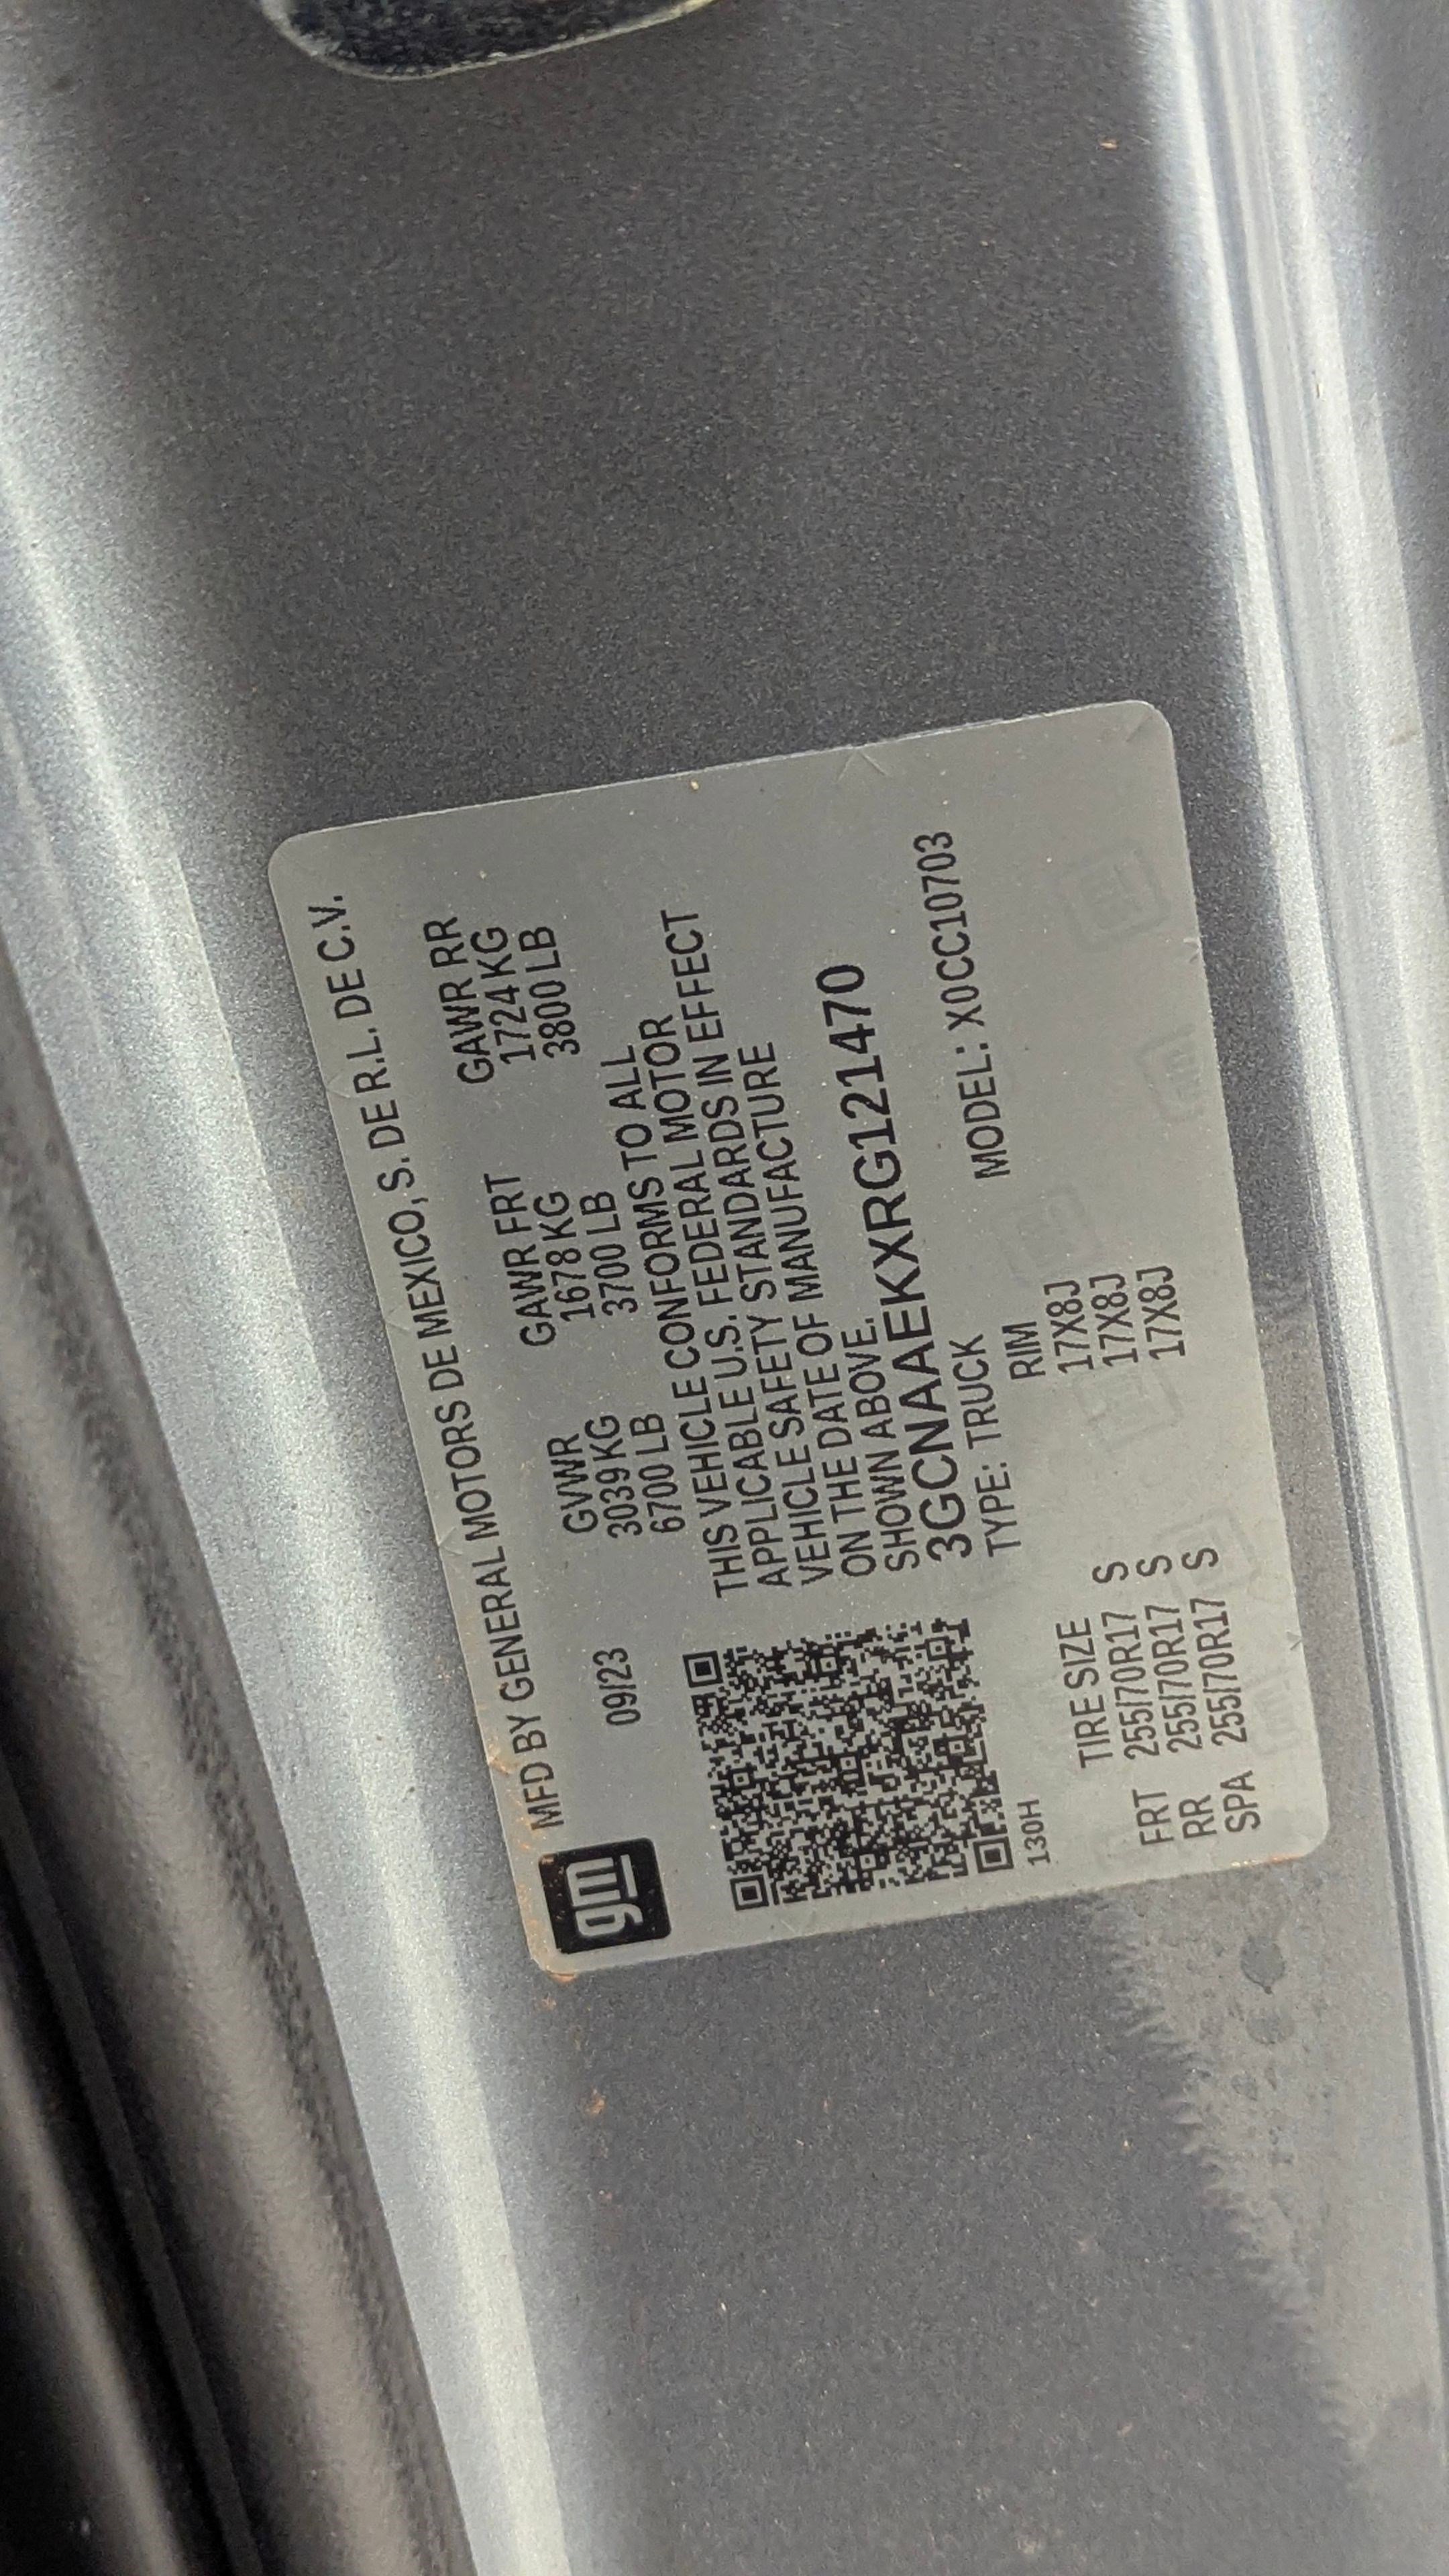 gm MFD BY GENERAL MOTORS DE MEXICO, S. DE R.L. DE C.V.
09/23 GVWR GAWR FRT GAWR RR
3039 KG 1678 KG 1724 KG
6700 LB 3700 LB 3800 LB
THIS VEHICLE CONFORMS TO ALL
APPLICABLE U.S. FEDERAL MOTOR
VEHICLE SAFETY STANDARDS IN EFFECT
ON THE DATE OF MANUFACTURE
SHOWN ABOVE.
3GCNAAEKXRG121470
TYPE: TRUCK MODEL: X0CC10703
130H
TIRE SIZE RIM
FRT 255/70R17 S 17X8J
RR 255/70R17 S 17X8J
SPA 255/70R17 S 17X8J